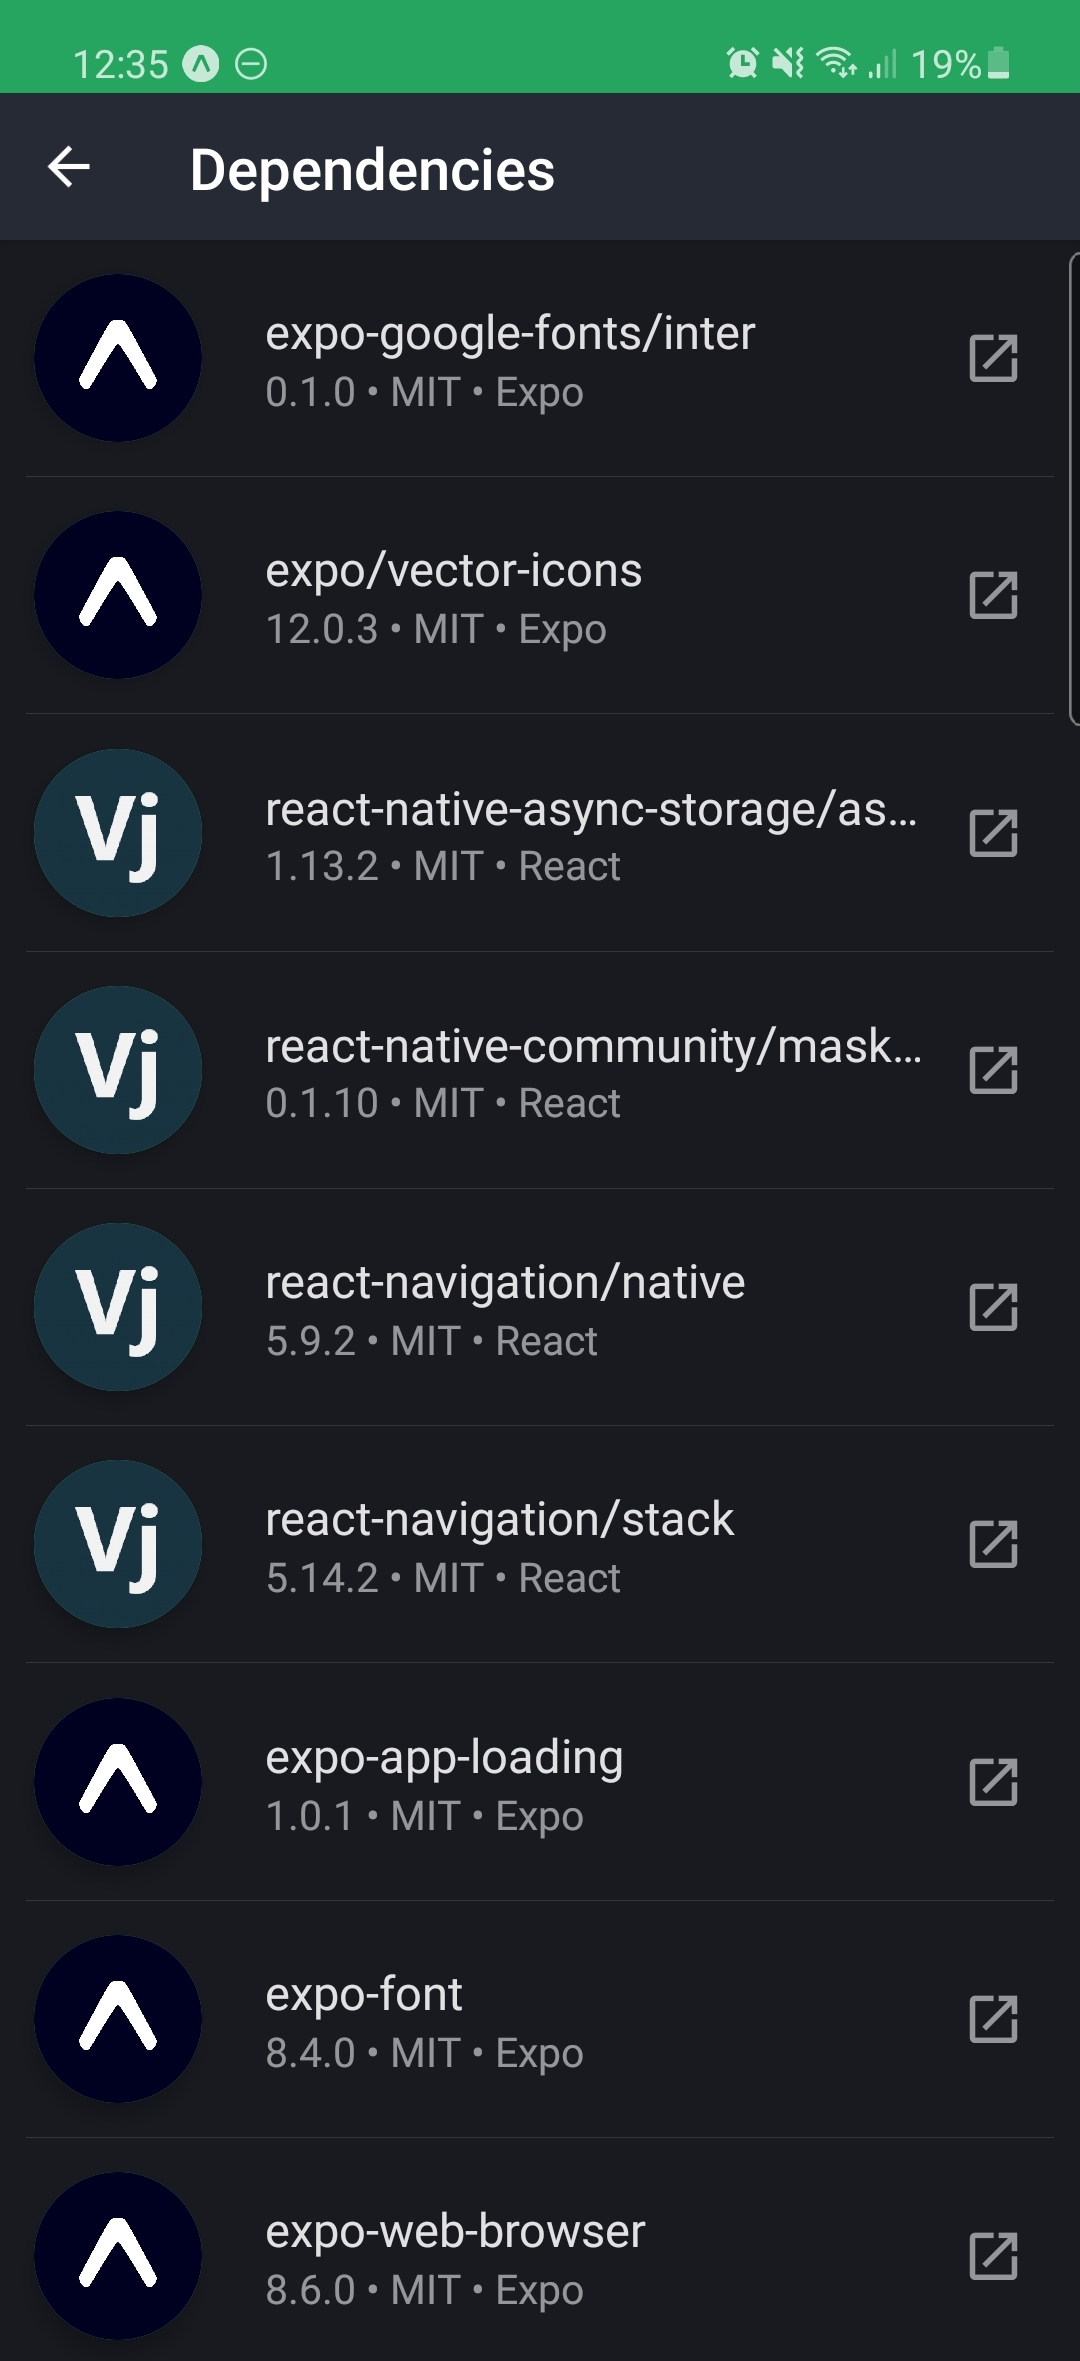 12:35 19%
Dependencies
expo-google-fonts/inter
0.1.0 • MIT • Expo
expo/vector-icons
12.0.3 • MIT • Expo
Vj
react-native-async-storage/as...
1.13.2 • MIT • React
Vj
react-native-community/mask...
0.1.10 • MIT • React
Vj
react-navigation/native
5.9.2 • MIT • React
Vj
react-navigation/stack
5.14.2 • MIT • React
expo-app-loading
1.0.1 • MIT • Expo
expo-font
8.4.0 • MIT • Expo
expo-web-browser
8.6.0 • MIT • Expo